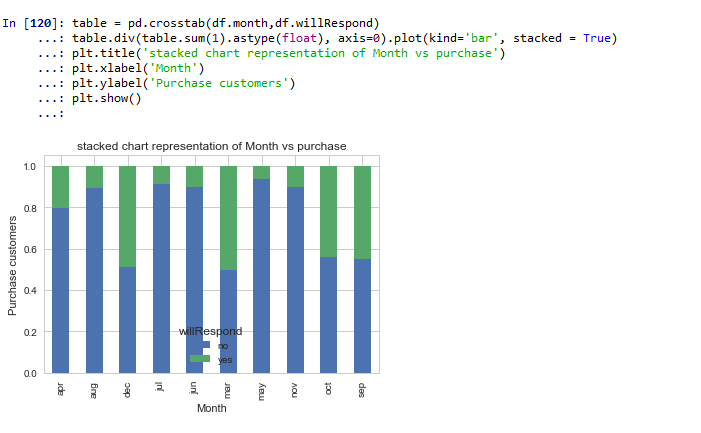 In [120]: table = pd.crosstab(df.month,df.willRespond)
...: table.div(table.sum(1).astype(float), axis=0).plot(kind='bar', stacked = True)
...: plt.title('stacked chart representation of Month vs purchase')
...: plt.xlabel('Month')
...: plt.ylabel('Purchase customers')
...: plt.show()
...:
stacked chart representation of Month vs purchase
Purchase customers
1.0
0.8
0.6
0.4
0.2
0.0
willRespond
no
yes
apr aug dec jul jun mar may nov oct sep
Month